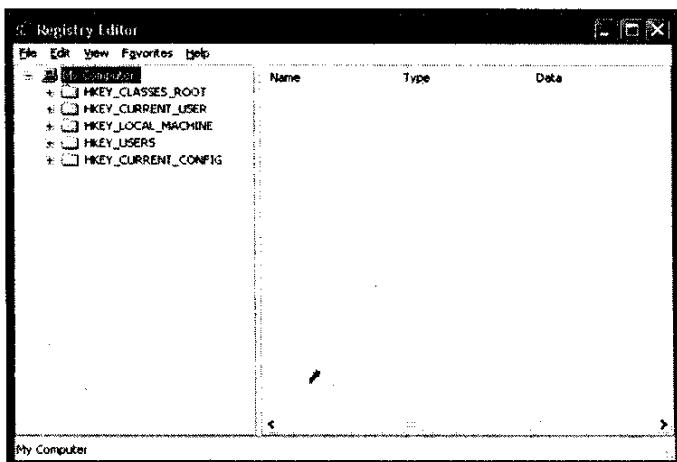 Registry Editor
File Edit View Favorites Help
My Computer
HKEY_CLASSES_ROOT
HKEY_CURRENT_USER
HKEY_LOCAL_MACHINE
HKEY_USERS
HKEY_CURRENT_CONFIG
Name Type Data
My Computer